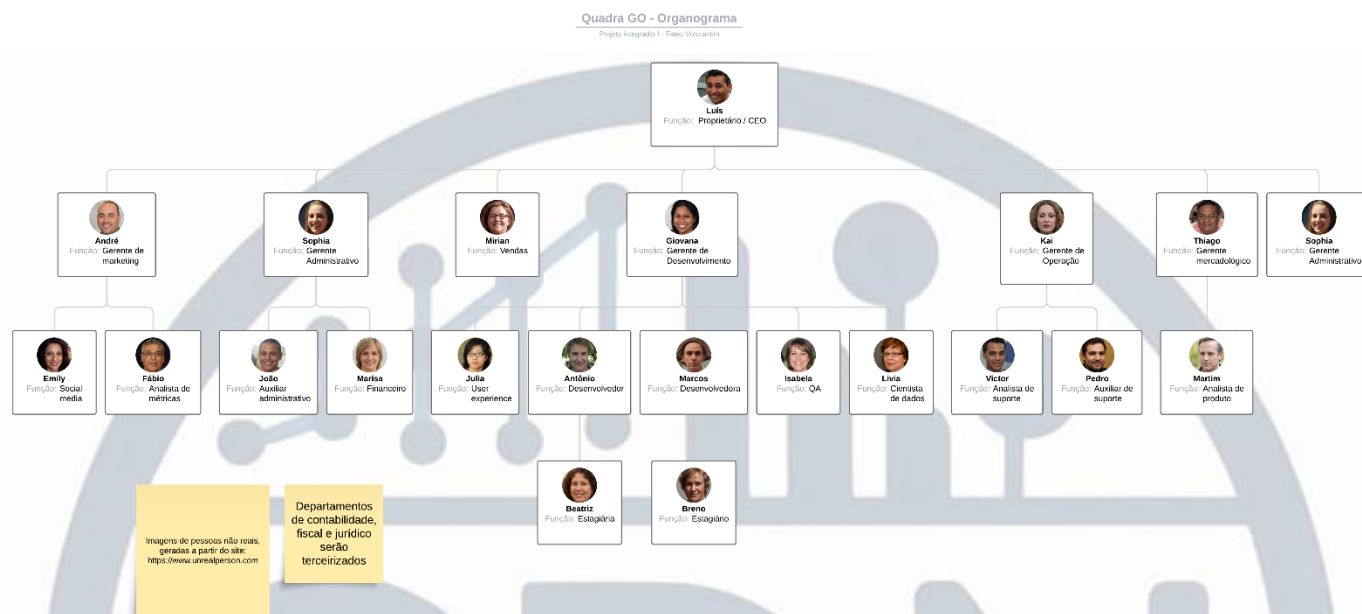 Quadra GO - Organograma
Projeto integrador I - Fatec Votorantim
Luís
Função: Proprietário / CEO
André
Função: Gerente de
marketing
Sophia
Função: Gerente
Administrativo
Mirian
Função: Vendas
Giovana
Função: Gerente de
Desenvolvimento
Kai
Função: Gerente de
Operação
Thiago
Função: Gerente
mercadológico
Sophia
Função: Gerente
Administrativo
Emily
Função: Social
media
Fábio
Função: Analista de
métricas
João
Função: Auxiliar
administrativo
Marisa
Função: Financeiro
Julia
Função: User
experience
Antônio
Função: Desenvolvedor
Marcos
Função: Desenvolvedora
Isabela
Função: QA
Livia
Função: Cientista
de dados
Victor
Função: Analista de
suporte
Pedro
Função: Auxiliar de
suporte
Martim
Função: Analista de
produto
Beatriz
Função: Estagiária
Breno
Função: Estagiário
Imagens de pessoas não reais,
geradas a partir do site:
https://www.unrealperson.com
Departamentos
de contabilidade,
fiscal e jurídico
serão
terceirizados